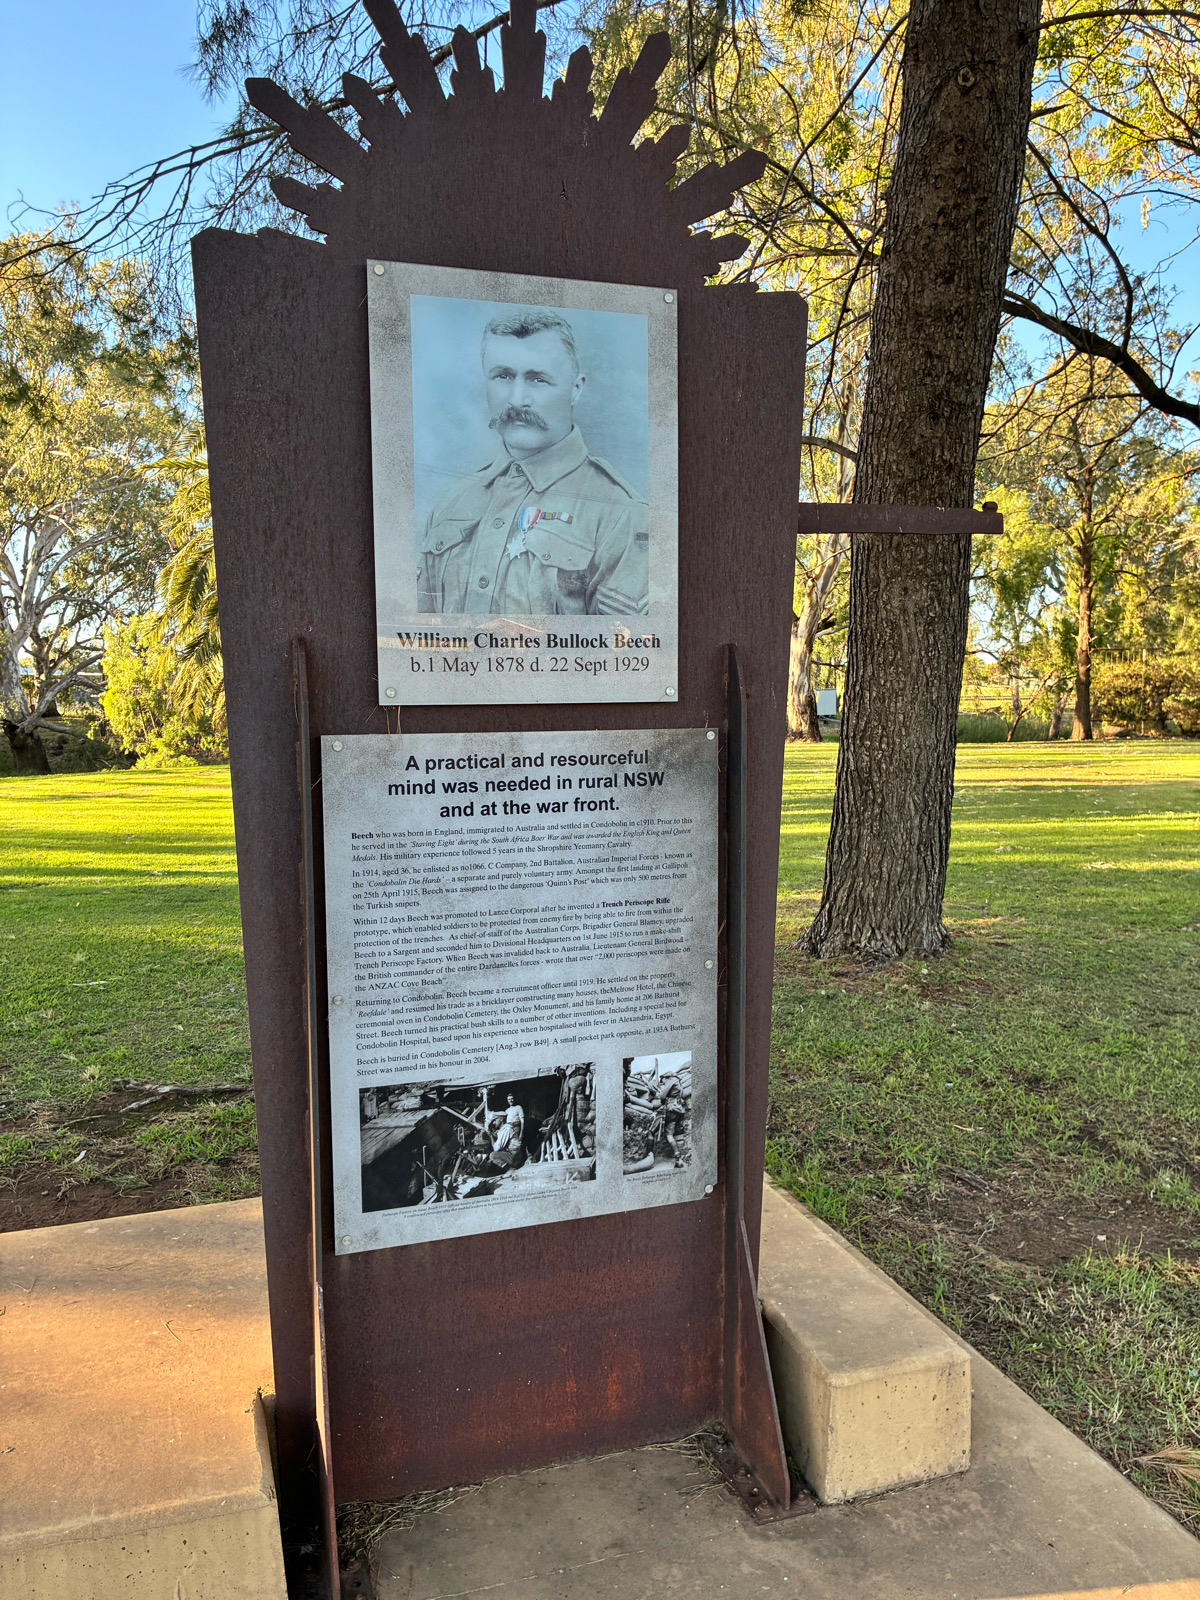 William Charles Bullock Beech
b.1 May 1878 d. 22 Sept 1929
A practical and resourceful
mind was needed in rural NSW
and at the war front.
Beech who was born in England, immigrated to Australia and settled in Condobolin in c1910. Prior to this
he served in the 'Staving Eight' during the South Africa Boer War and was awarded the English King and Queen
Medals. His military experience followed 5 years in the Shropshire Yeomanry Cavalry.
In 1914, aged 36, he enlisted as no1066, C Company, 2nd Battalion, Australian Imperial Forces - known as
the 'Condobolin Die Hards' – a separate and purely voluntary army. Amongst the first landing at Gallipoli
on 25th April 1915, Beech was assigned to the dangerous 'Quinn's Post' which was only 500 metres from
the Turkish snipers.
Within 12 days Beech was promoted to Lance Corporal after he invented a Trench Periscope Rifle
prototype, which enabled soldiers to be protected from enemy fire by being able to fire from within the
protection of the trenches. As chief-of-staff of the Australian Corps, Brigadier General Blamey, upgraded
Beech to a Sargent and seconded him to Divisional Headquarters on 1st June 1915 to run a make-shift
Trench Periscope Factory. When Beech was invalided back to Australia, Lieutenant General Birdwood -
the British commander of the entire Dardanelles forces - wrote that over "2,000 periscopes were made on
the ANZAC Cove Beach"
Returning to Condobolin, Beech became a recruitment officer until 1919. He settled on the property
'Reefdale' and resumed his trade as a bricklayer constructing many houses, theMelrose Hotel, the Chinese
ceremonial oven in Condobolin Cemetery, the Oxley Monument, and his family home at 206 Bathurst
Street. Beech turned his practical bush skills to a number of other inventions. Including a special bed for
Condobolin Hospital, based upon his experience when hospitalised with fever in Alexandria, Egypt.
Beech is buried in Condobolin Cemetery [Ang.3 row B49]. A small pocket park opposite, at 193A Bathurst
Street was named in his honour in 2004.